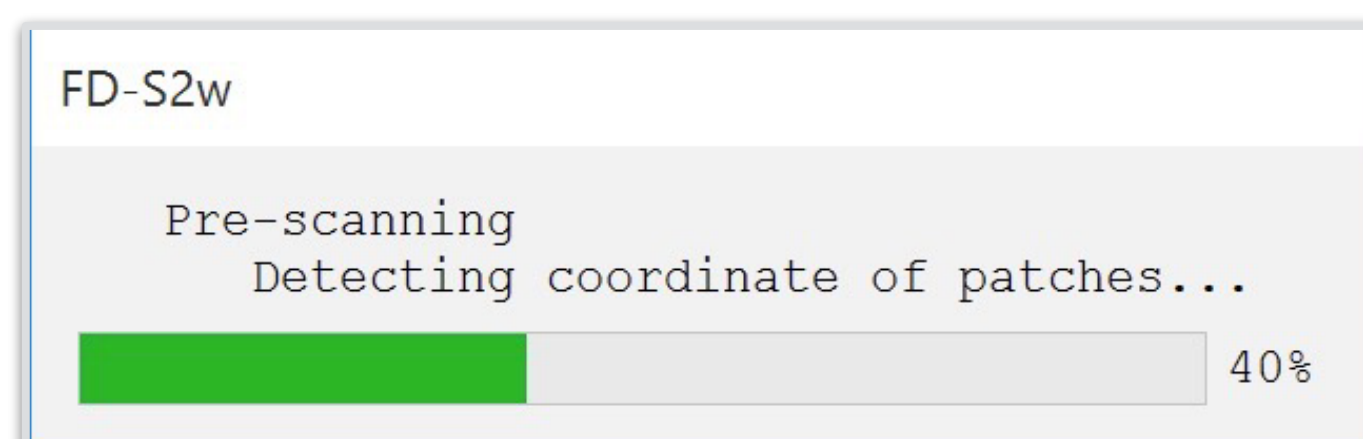 FD-S2w
Pre-scanning
Detecting coordinate of patches...
40%